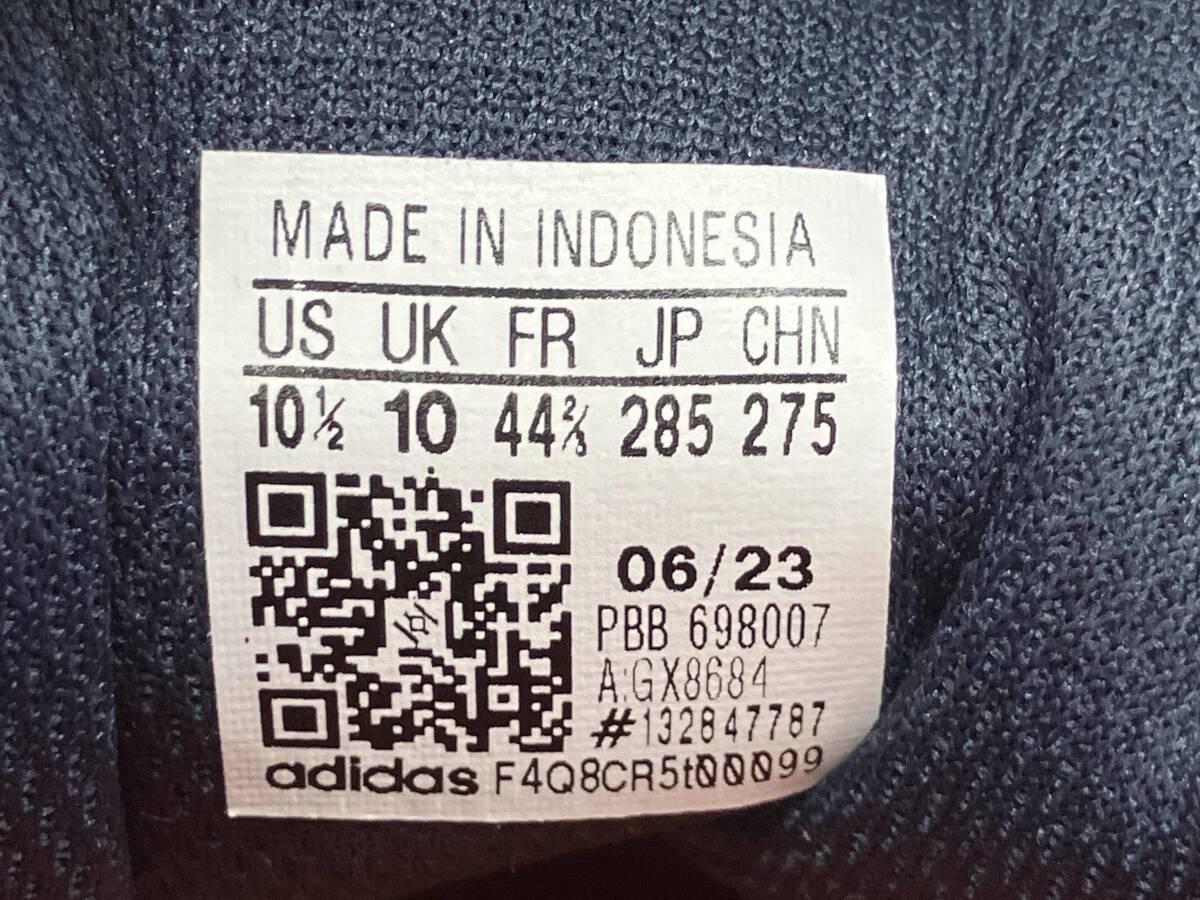 MADE IN INDONESIA
US UK FR JP CHN
10½ 10 44⅔ 285 275
06/23
PBB 698007
A:GX8684
#132847787
adidas F4Q8CR5t00099